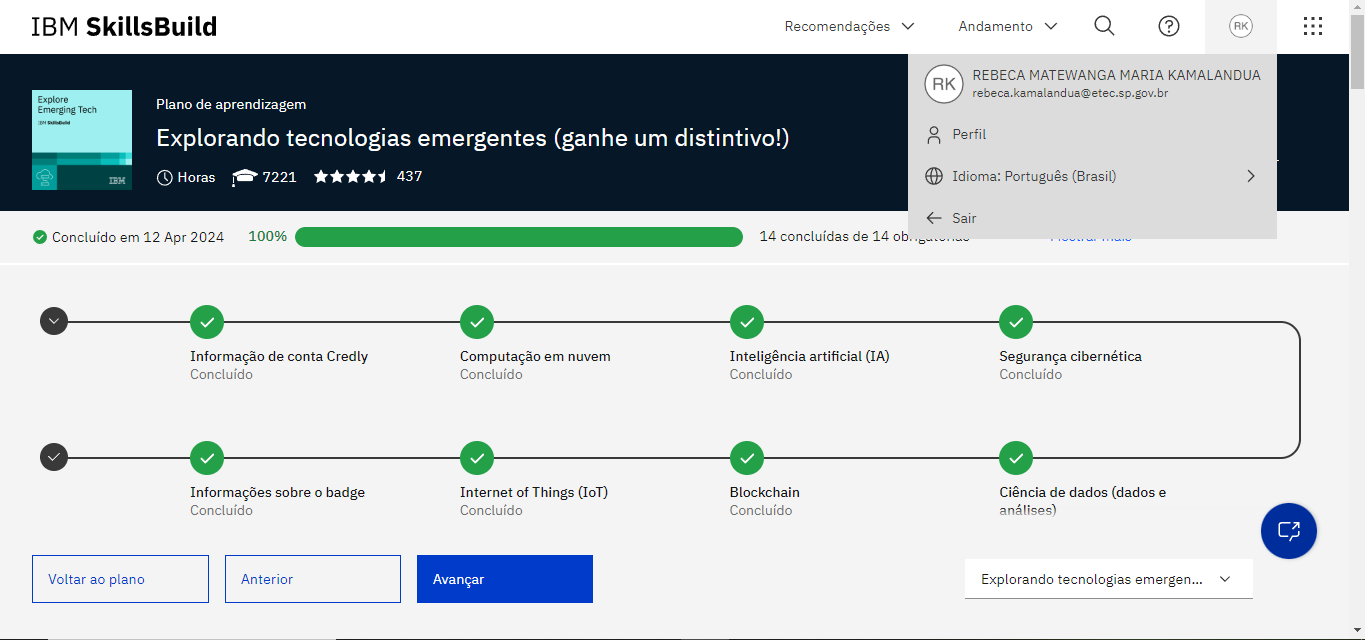 IBM SkillsBuild
Recomendações
Andamento
RK
RK
REBECA MATEWANGA MARIA KAMALANDUA
rebeca.kamalandua@etec.sp.gov.br
Perfil
Idioma: Português (Brasil)
Sair
Explore
Emerging Tech
IBM SkillsBuild
IBM
Plano de aprendizagem
Explorando tecnologias emergentes (ganhe um distintivo!)
Horas 7221 437
Concluído em 12 Apr 2024 100% 14 concluídas de 14 obrigatórias Mostrar mais
Informação de conta Credly
Concluído
Computação em nuvem
Concluído
Inteligência artificial (IA)
Concluído
Segurança cibernética
Concluído
Informações sobre o badge
Concluído
Internet of Things (IoT)
Concluído
Blockchain
Concluído
Ciência de dados (dados e
análises)
Voltar ao plano
Anterior
Avançar
Explorando tecnologias emergen...